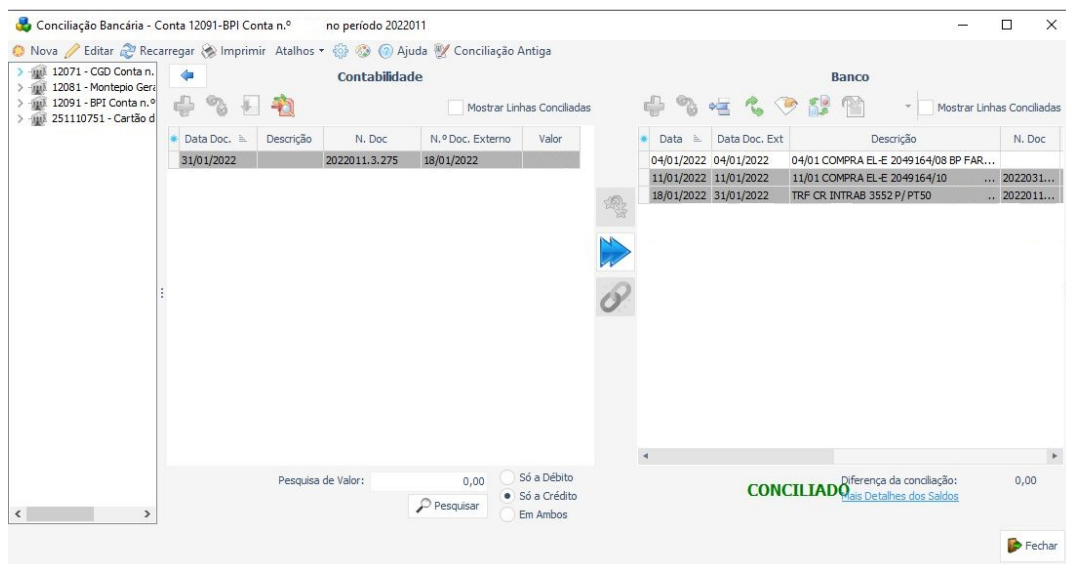 Conciliação Bancária - Conta 12091-BPI Conta n.º no período 2022011
Nova Editar Recarregar Imprimir Atalhos Ajuda Conciliação Antiga
12071 - CGD Conta n.
12081 - Montepio Gera
12091 - BPI Conta n.º
251110751 - Cartão d
Contabilidade
Mostrar Linhas Conciliadas
Data Doc. Descrição N. Doc N.º Doc. Externo Valor
31/01/2022 2022011.3.275 18/01/2022
Pesquisa de Valor: 0,00
Só a Débito
Só a Crédito
Em Ambos
Pesquisar
Banco
Mostrar Linhas Conciliadas
Data Data Doc. Ext Descrição N. Doc
04/01/2022 04/01/2022 04/01 COMPRA EL-E 2049164/08 BP FAR...
11/01/2022 11/01/2022 11/01 COMPRA EL-E 2049164/10 ... 2022031...
18/01/2022 31/01/2022 TRF CR INTRAB 3552 P/ PT50 .. 2022011...
CONCILIADO
Diferença da conciliação: 0,00
Mais Detalhes dos Saldos
Fechar